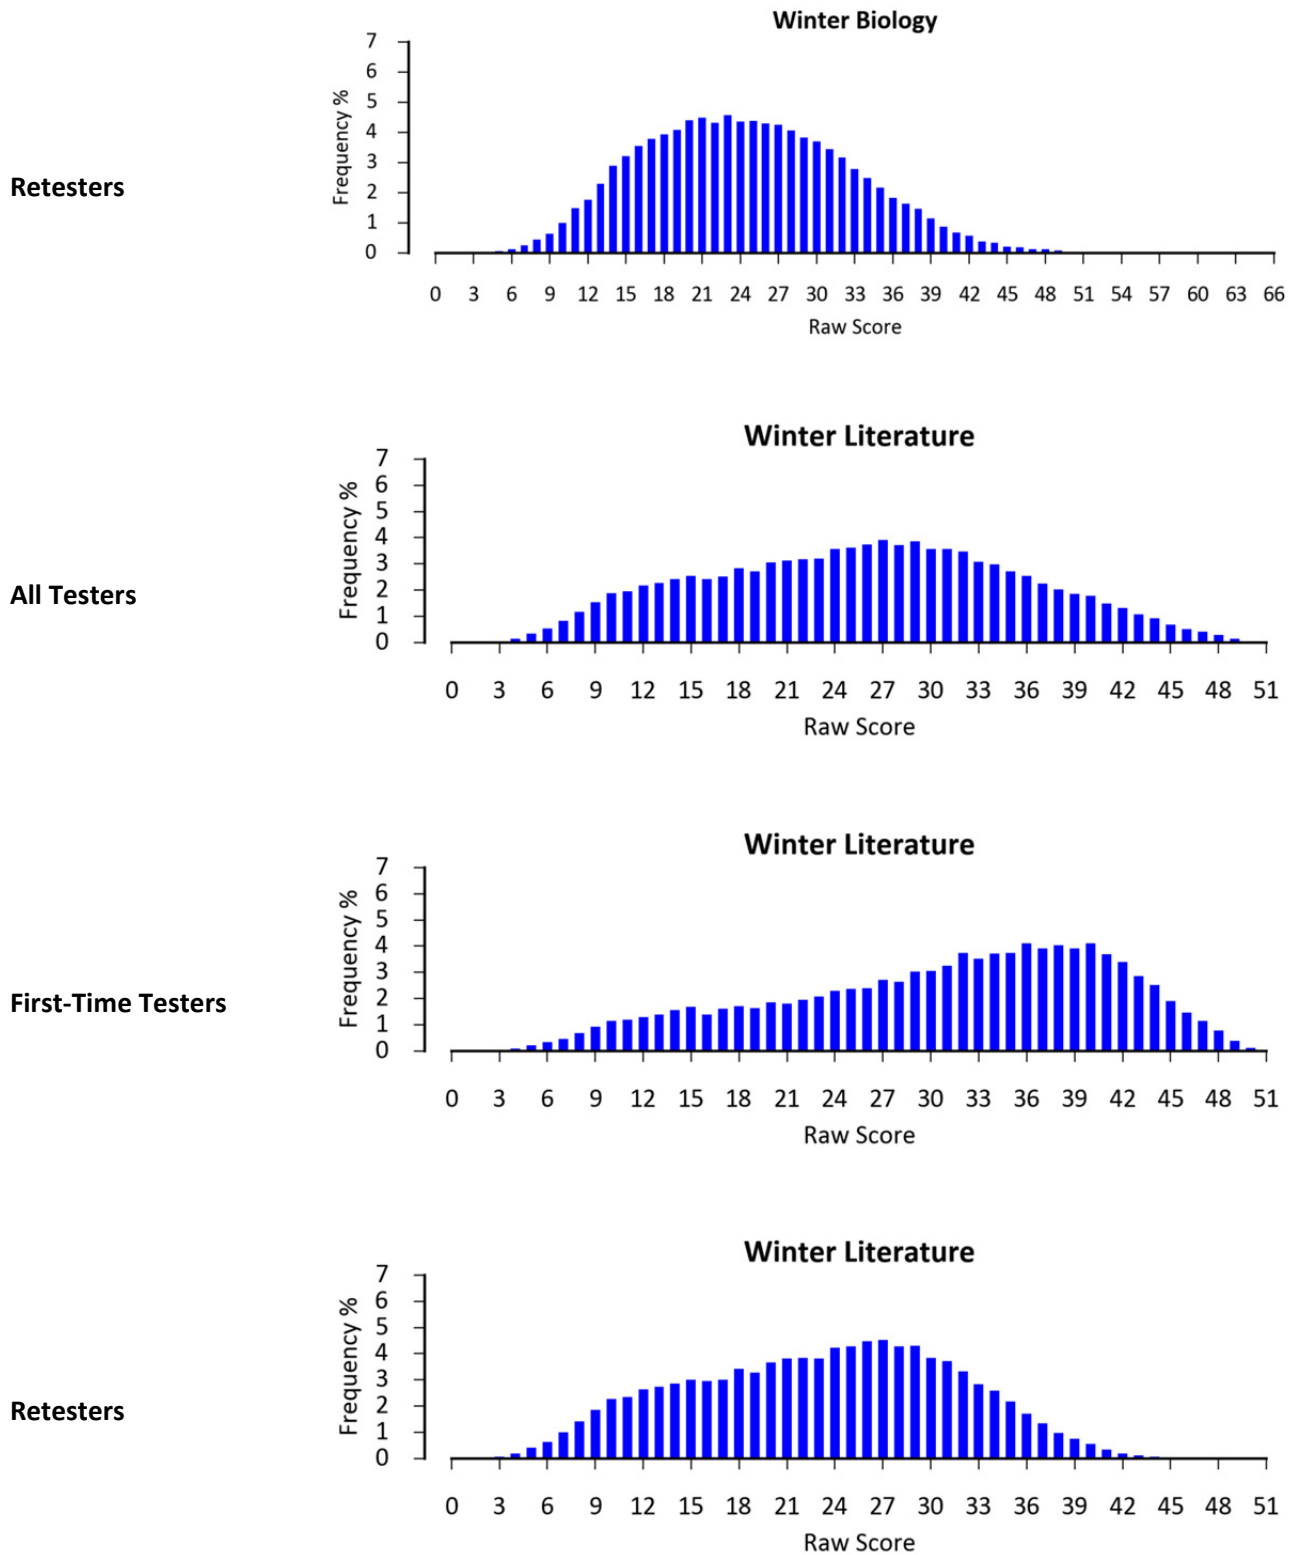 Winter Biology
Retesters
Frequency %
7
6
5
4
3
2
1
0
0 3 6 9 12 15 18 21 24 27 30 33 36 39 42 45 48 51 54 57 60 63 66
Raw Score
Winter Literature
All Testers
Frequency %
7
6
5
4
3
2
1
0
0 3 6 9 12 15 18 21 24 27 30 33 36 39 42 45 48 51
Raw Score
Winter Literature
First-Time Testers
Frequency %
7
6
5
4
3
2
1
0
0 3 6 9 12 15 18 21 24 27 30 33 36 39 42 45 48 51
Raw Score
Winter Literature
Retesters
Frequency %
7
6
5
4
3
2
1
0
0 3 6 9 12 15 18 21 24 27 30 33 36 39 42 45 48 51
Raw Score